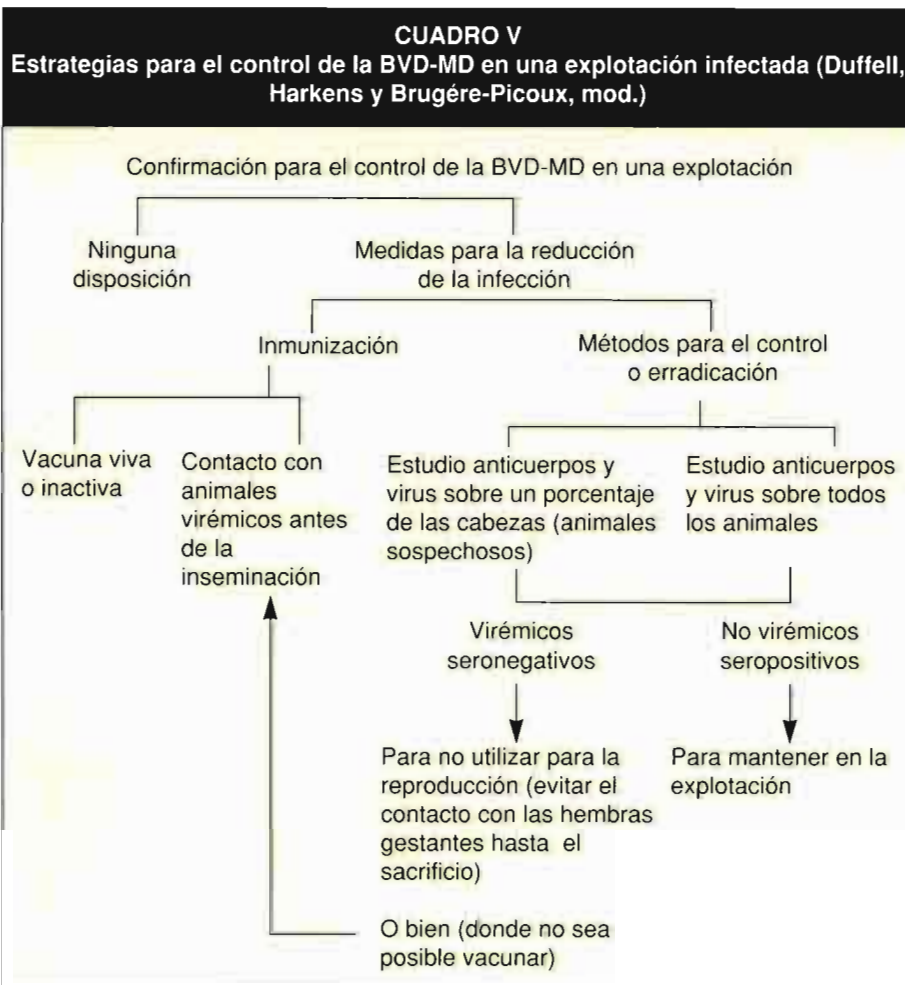 CUADRO V
Estrategias para el control de la BVD-MD en una explotación infectada (Duffell,
Harkens y Brugére-Picoux, mod.)
Confirmación para el control de la BVD-MD en una explotación
Ninguna
disposición
Medidas para la reducción
de la infección
Inmunización
Métodos para el control
o erradicación
Vacuna viva
o inactiva
Contacto con
animales
virémicos antes
de la
inseminación
Estudio anticuerpos y
virus sobre un porcentaje
de las cabezas (animales
sospechosos)
Estudio anticuerpos
y virus sobre todos
los animales
Virémicos
seronegativos
No virémicos
seropositivos
Para no utilizar para la
reproducción (evitar el
contacto con las hembras
gestantes hasta el
sacrificio)
Para mantener en la
explotación
O bien (donde no sea
posible vacunar)